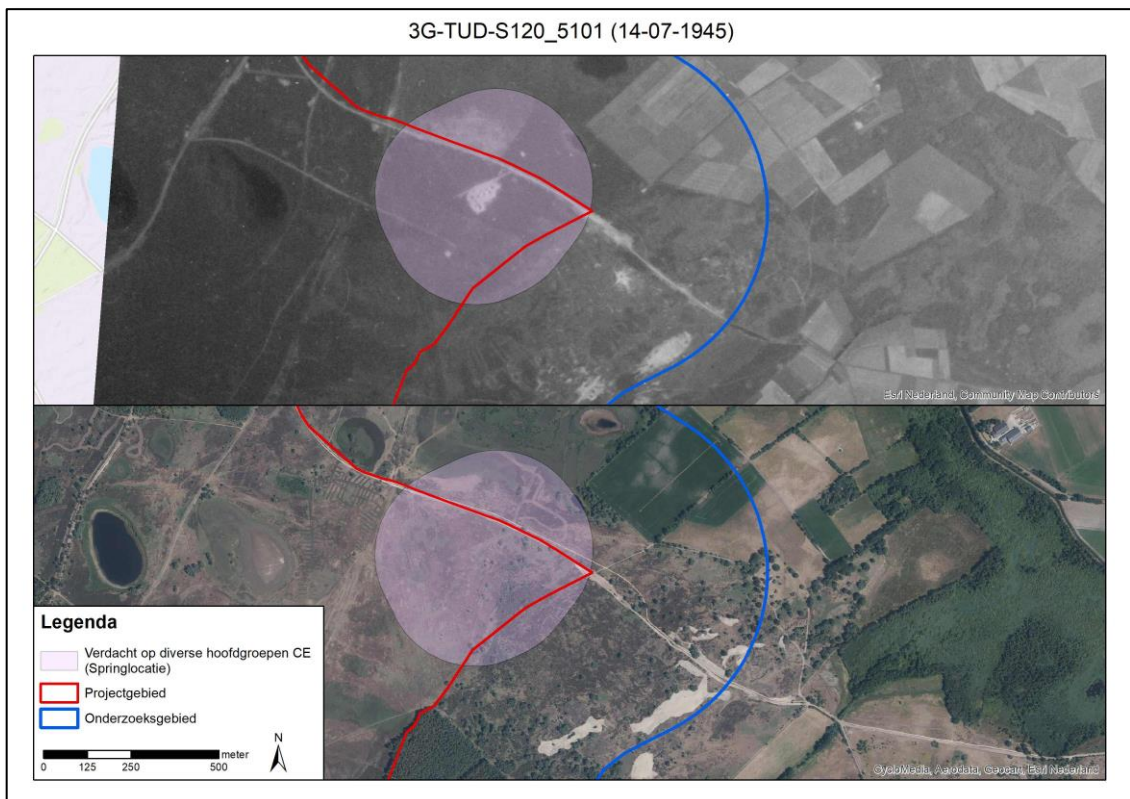 3G-TUD-S120_5101 (14-07-1945)
Esri Nederland, Community Map Contributors
Legenda
Verdacht op diverse hoofdgroepen CE
(Springlocatie)
Projectgebied
Onderzoeksgebied
meter
0 125 250 500
N
CycloMedia, Aerodata, Geocart, Esri Nederland